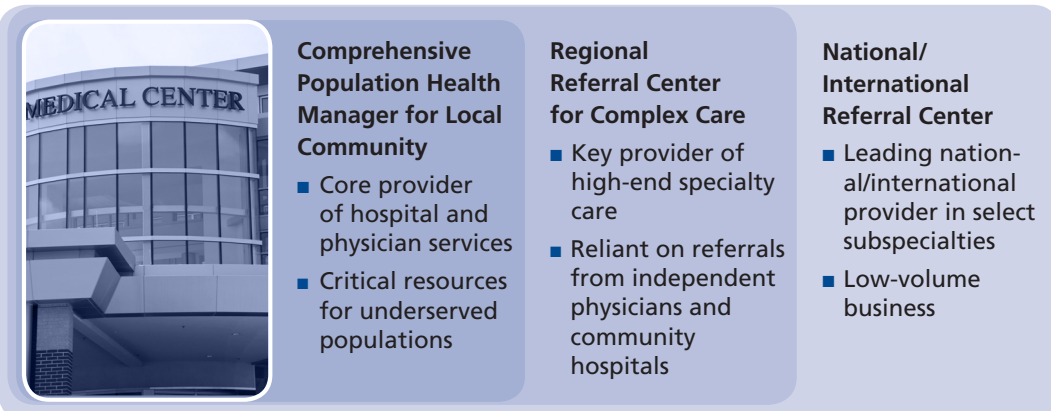 MEDICAL CENTER
Comprehensive
Population Health
Manager for Local
Community
■ Core provider
of hospital and
physician services
■ Critical resources
for underserved
populations
Regional
Referral Center
for Complex Care
■ Key provider of
high-end specialty
care
■ Reliant on referrals
from independent
physicians and
community
hospitals
National/
International
Referral Center
■ Leading nation-
al/international
provider in select
subspecialties
■ Low-volume
business